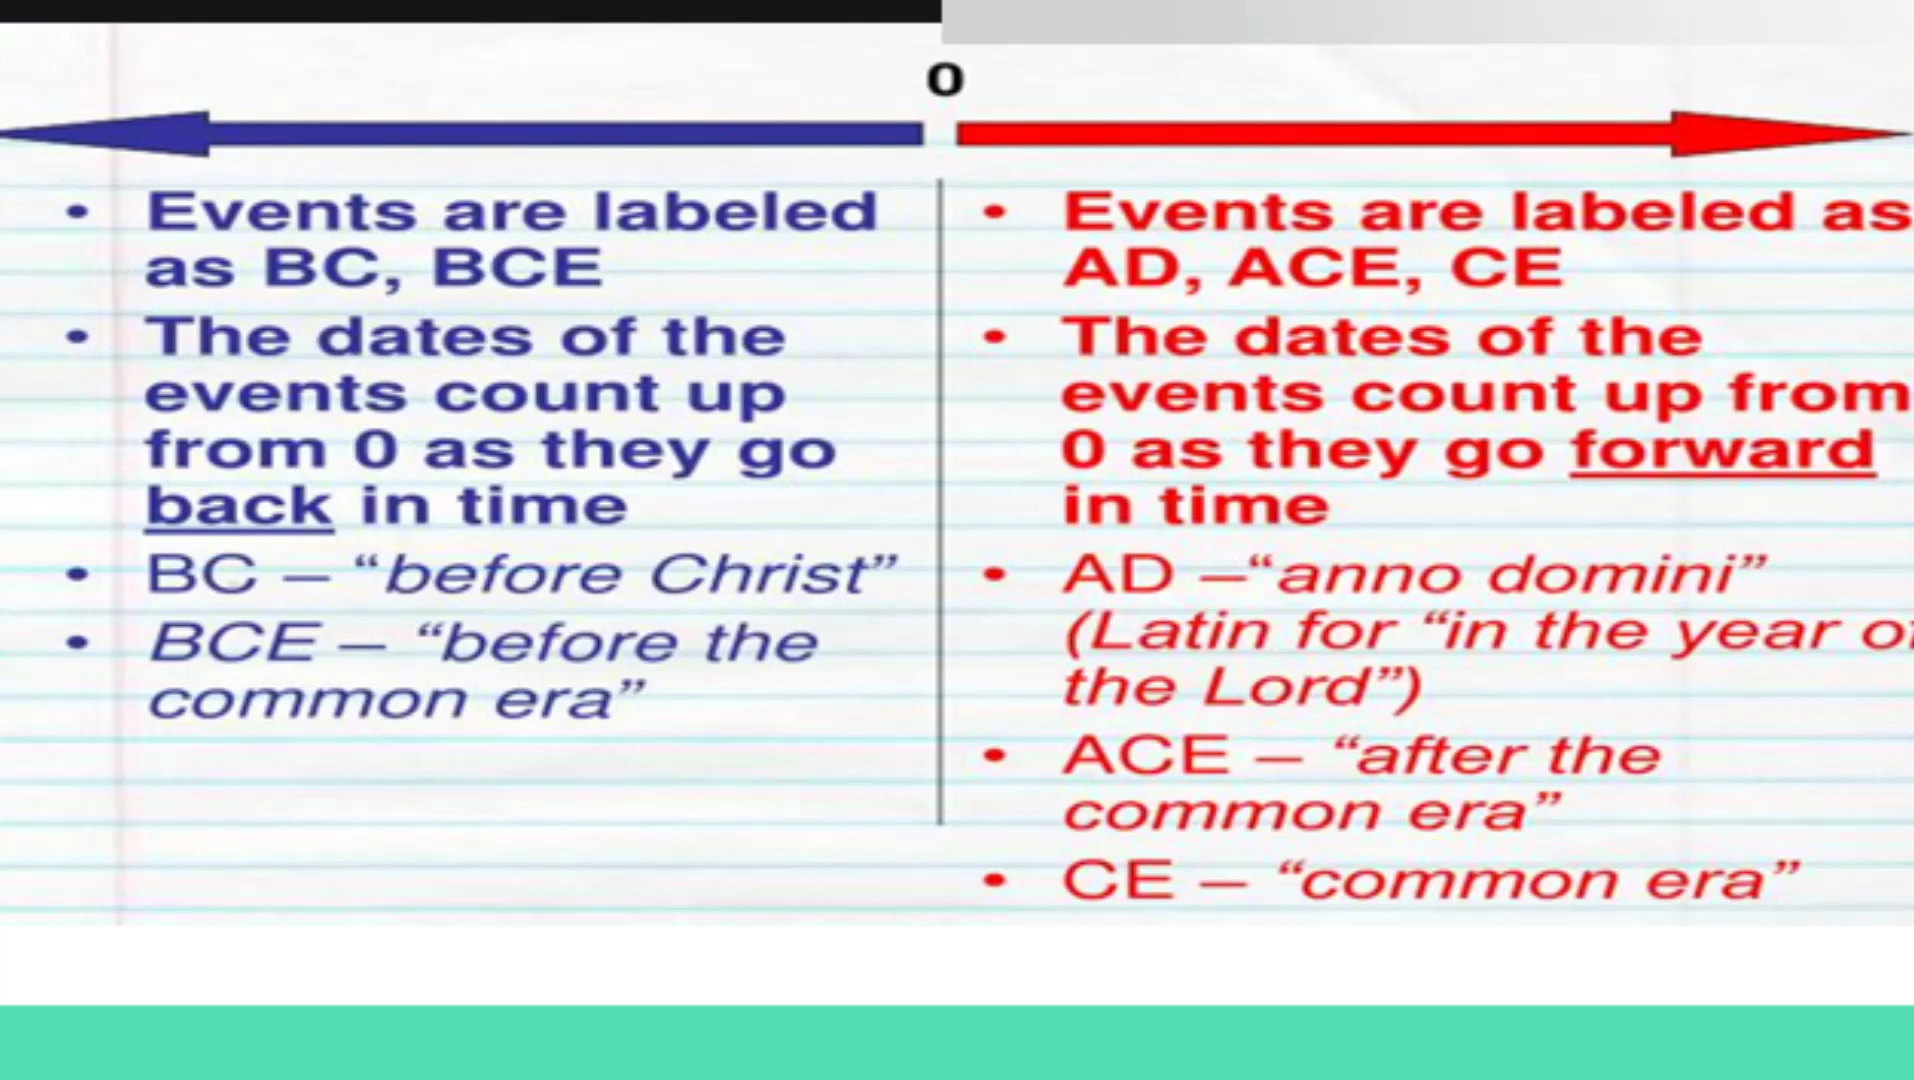 0
• Events are labeled
as BC, BCE
• The dates of the
events count up
from 0 as they go
back in time
• BC – “before Christ”
• BCE – “before the
common era”
• Events are labeled as
AD, ACE, CE
• The dates of the
events count up from
0 as they go forward
in time
• AD –“anno domini”
(Latin for “in the year of
the Lord”)
• ACE – “after the
common era”
• CE – “common era”